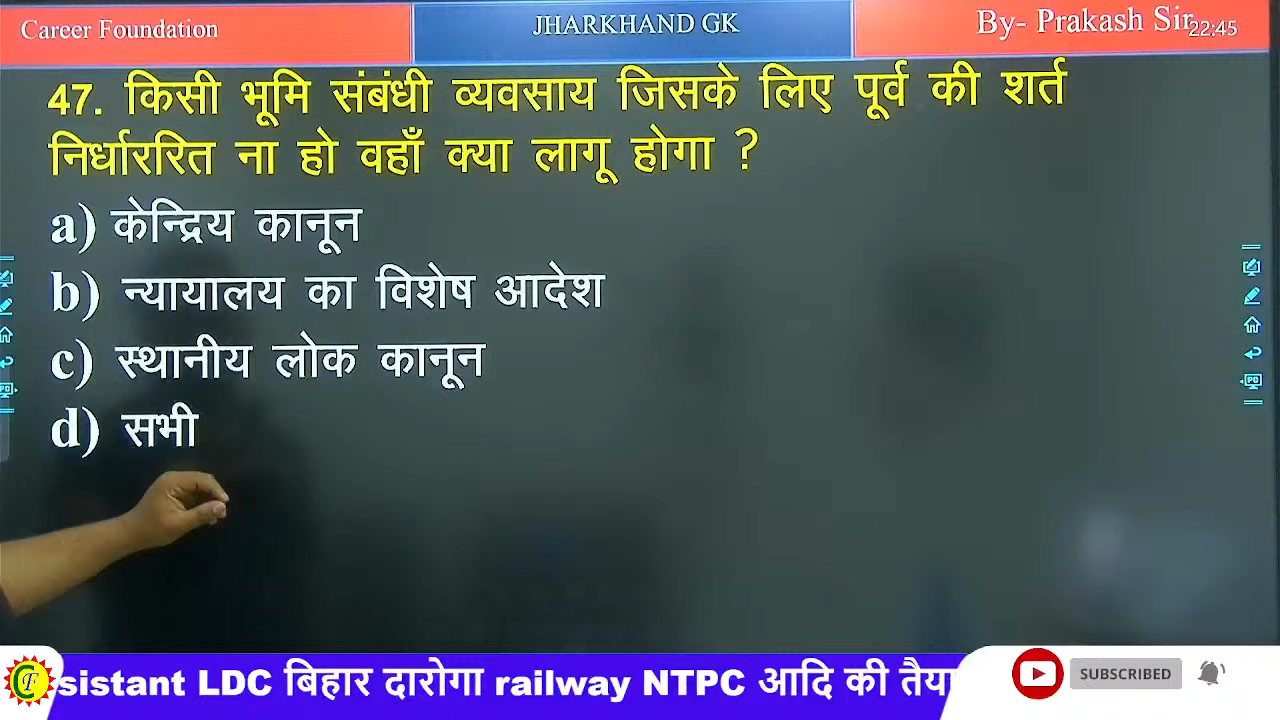 Career Foundation
JHARKHAND GK
By- Prakash Sir
22:45
47. किसी भूमि संबंधी व्यवसाय जिसके लिए पूर्व की शर्त
निर्धाररित ना हो वहाँ क्या लागू होगा ?
a) केन्द्रिय कानून
b) न्यायालय का विशेष आदेश
c) स्थानीय लोक कानून
d) सभी
sistant LDC बिहार दारोगा railway NTPC आदि की तैया
SUBSCRIBED